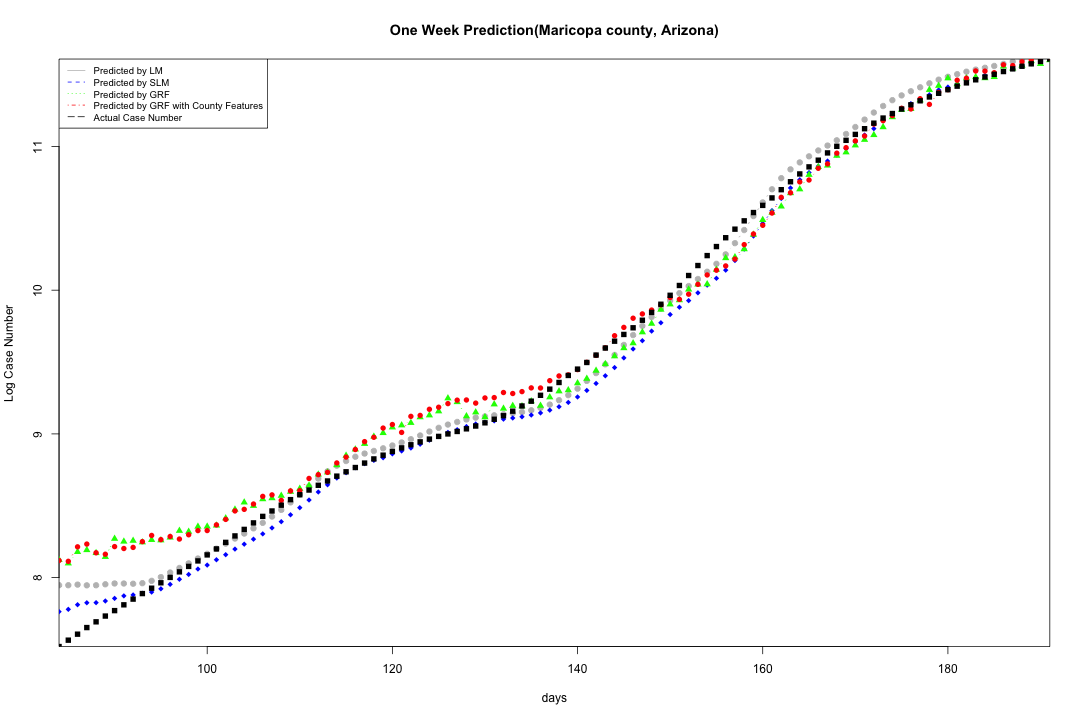 One Week Prediction(Maricopa county, Arizona)
Predicted by LM
Predicted by SLM
Predicted by GRF
Predicted by GRF with County Features
Actual Case Number
Log Case Number
11
10
9
8
100 120 140 160 180
days